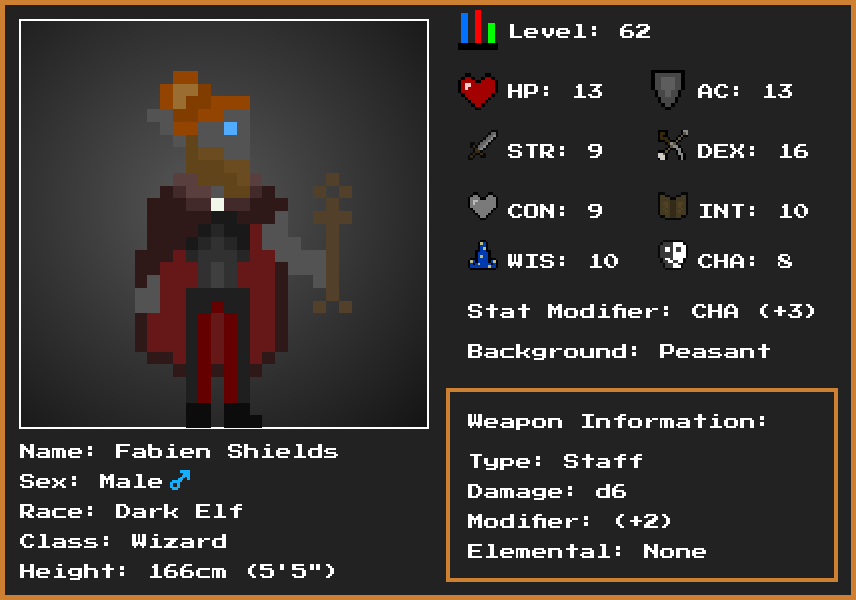 Level: 62
HP: 13
AC: 13
STR: 9
DEX: 16
CON: 9
INT: 10
WIS: 10
CHA: 8
Stat Modifier: CHA (+3)
Background: Peasant
Weapon Information:
Type: Staff
Damage: d6
Modifier: (+2)
Elemental: None
Name: Fabien Shields
Sex: Male♂
Race: Dark Elf
Class: Wizard
Height: 166cm (5'5")